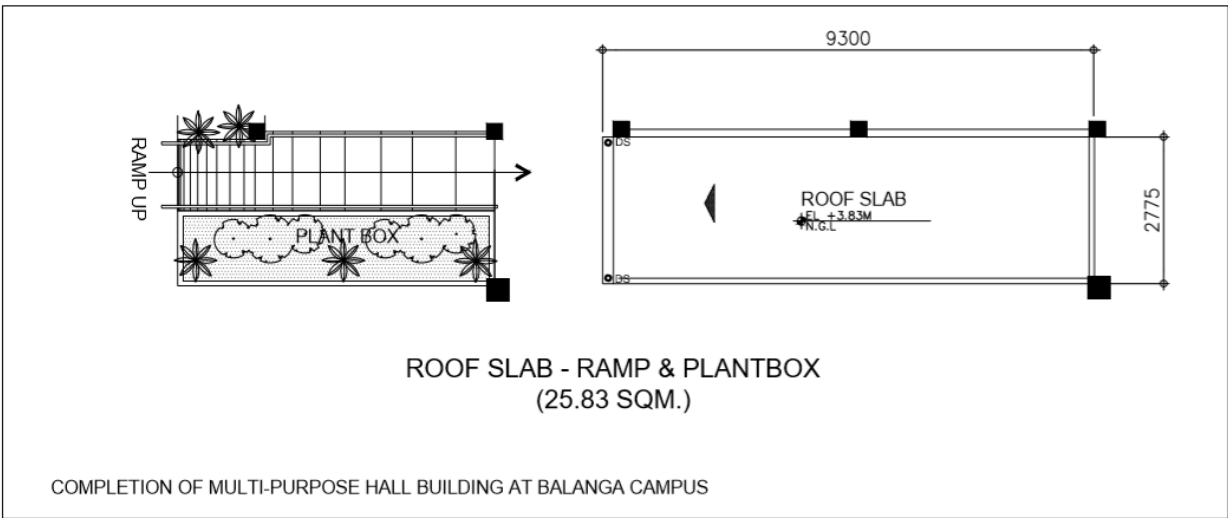 9300
RAMP UP
DS
ROOF SLAB
FL +3.83M
N.G.L
2775
PLANT BOX
DS
ROOF SLAB - RAMP & PLANTBOX
(25.83 SQM.)
COMPLETION OF MULTI-PURPOSE HALL BUILDING AT BALANGA CAMPUS